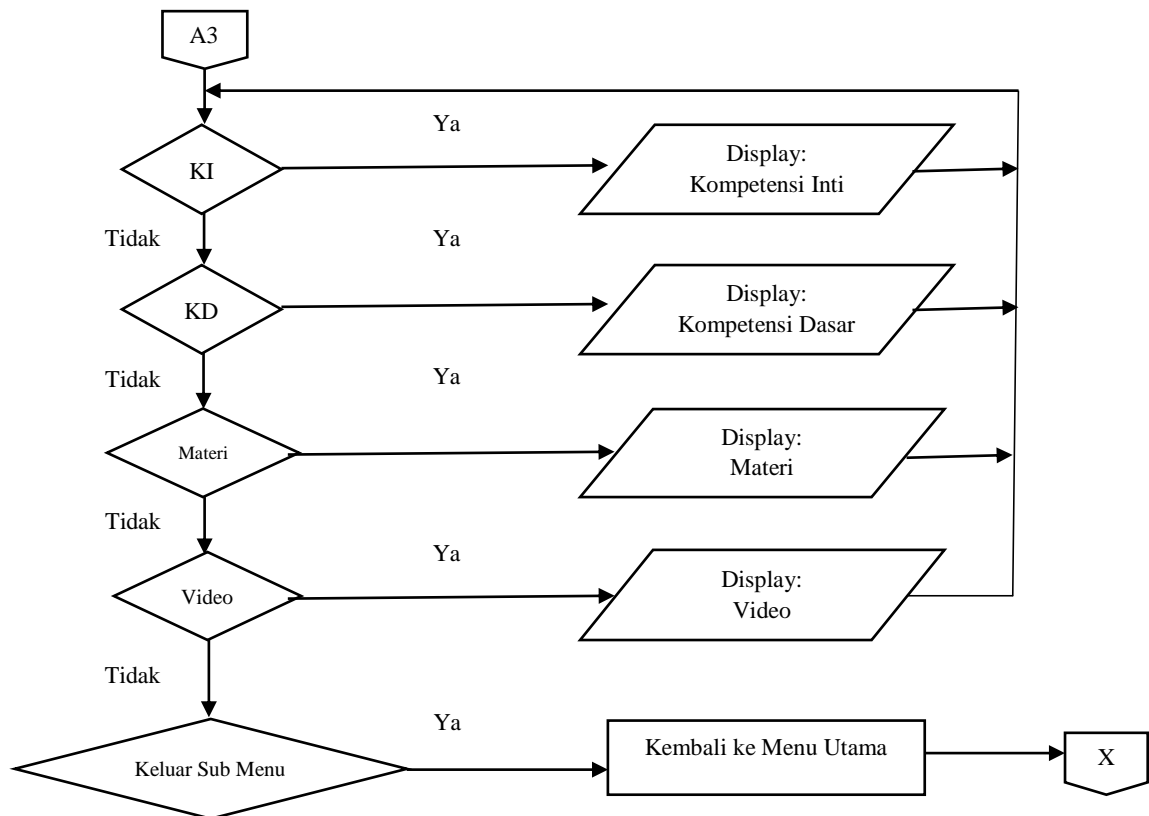 A3
Ya
KI
Display:
Kompetensi Inti
Tidak
Ya
KD
Display:
Kompetensi Dasar
Tidak
Ya
Materi
Display:
Materi
Tidak
Ya
Video
Display:
Video
Tidak
Ya
Keluar Sub Menu
Kembali ke Menu Utama
X